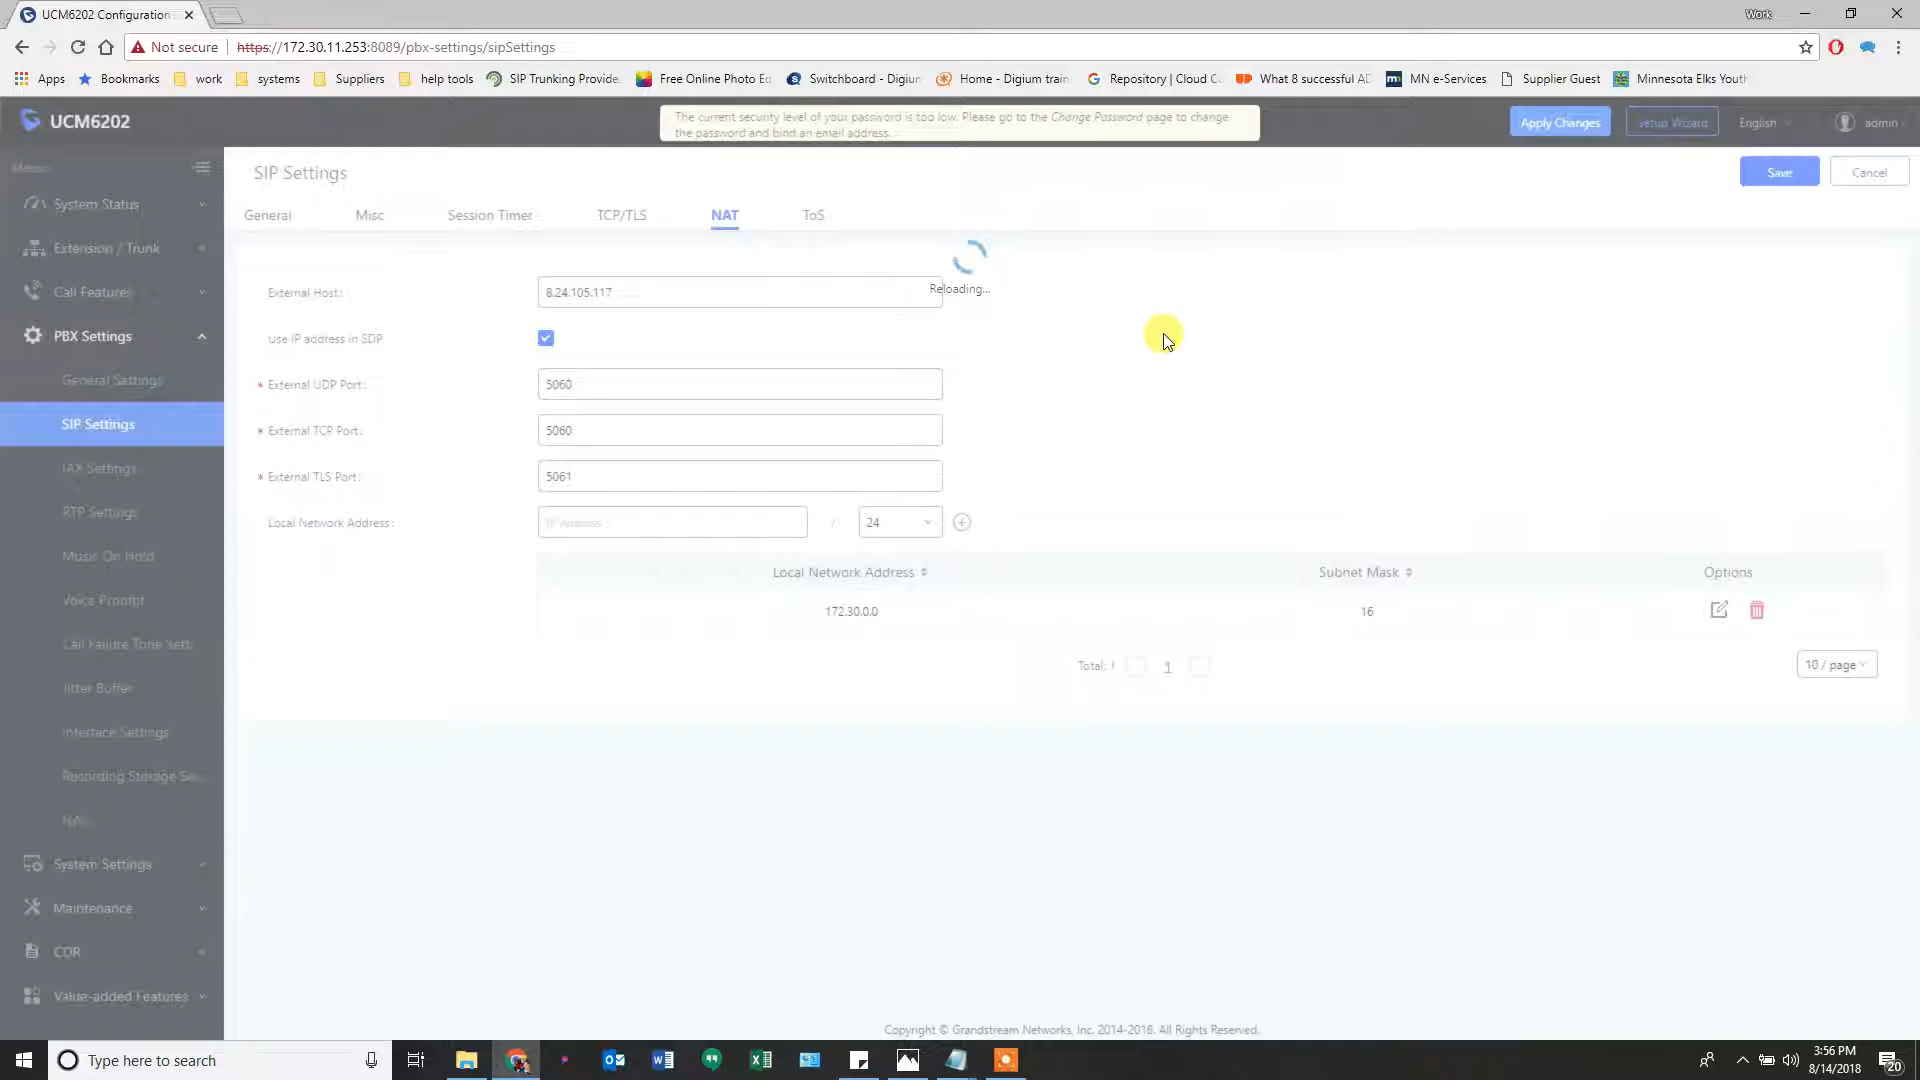 UCM6202 Configuration
Work
Not secure
https://172.30.11.253:8089/pbx-settings/sipSettings
Apps
Bookmarks
work
systems
Suppliers
help tools
SIP Trunking Provide
Free Online Photo Ed
Switchboard - Digium
Home - Digium train
Repository | Cloud C
What 8 successful AD
MN e-Services
Supplier Guest
Minnesota Elks Youth
UCM6202
The current security level of your password is too low. Please go to the Change Password page to change
the password and bind an email address.
Apply Changes
Setup Wizard
English
admin
Menus
SIP Settings
Save
Cancel
System Status
General
Misc
Session Timer
TCP/TLS
NAT
ToS
Extension / Trunk
Call Features
Reloading...
External Host:
8.24.105.117
PBX Settings
Use IP address in SDP
General Settings
* External UDP Port:
5060
SIP Settings
* External TCP Port:
5060
IAX Settings
* External TLS Port:
5061
RTP Settings
Local Network Address:
IP Address
/
24
Music On Hold
Local Network Address
Subnet Mask
Options
Voice Prompt
172.30.0.0
16
Call Failure Tone Setti
Total: 1
1
10 / page
Jitter Buffer
Interface Settings
Recording Storage Se
NAS
System Settings
Maintenance
CDR
Value-added Features
Copyright © Grandstream Networks, Inc. 2014-2018. All Rights Reserved.
Type here to search
3:56 PM
8/14/2018
20